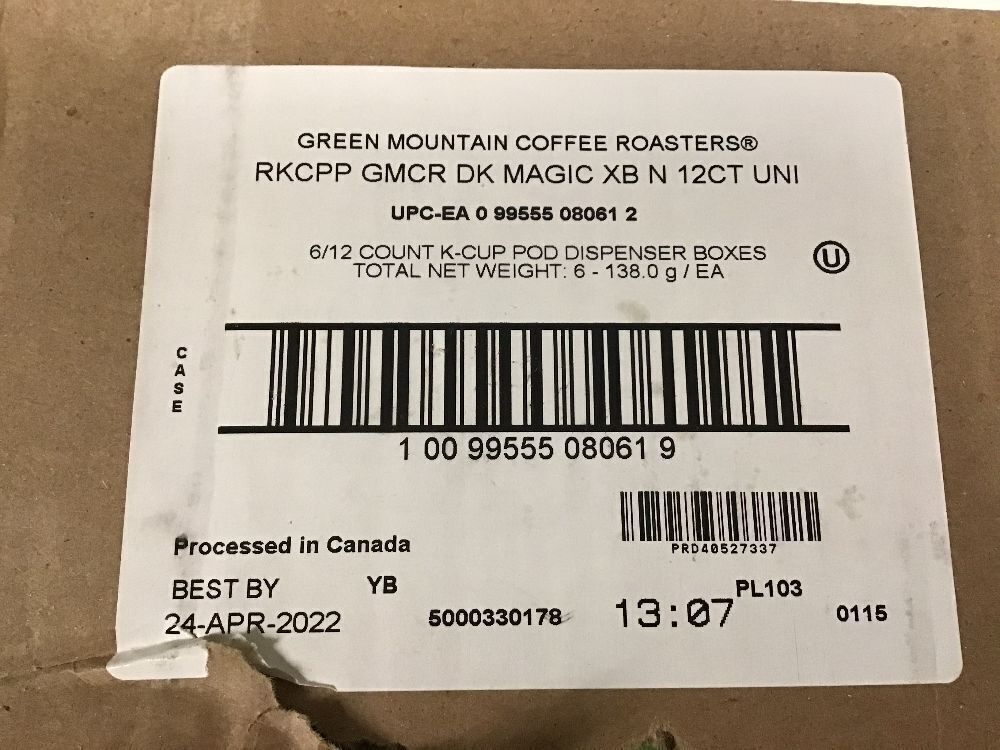 GREEN MOUNTAIN COFFEE ROASTERS®
RKCPP GMCR DK MAGIC XB N 12CT UNI
UPC-EA 0 99555 08061 2
6/12 COUNT K-CUP POD DISPENSER BOXES
TOTAL NET WEIGHT: 6 - 138.0 g / EA
U
CASE
1 00 99555 08061 9
PRD40527337
Processed in Canada
BEST BY YB
24-APR-2022
5000330178
13:07
PL103
0115